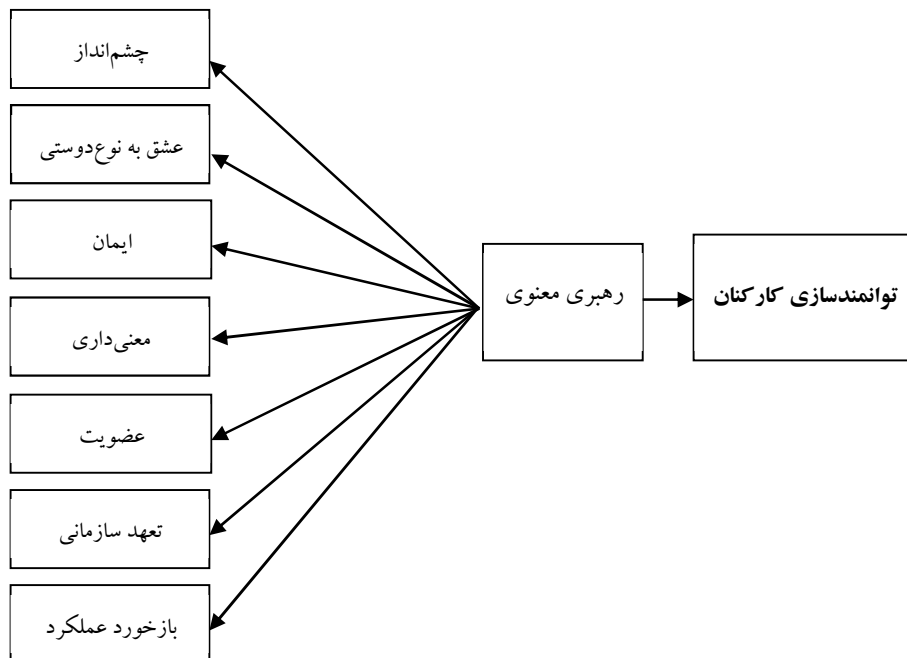 چشم‌انداز
عشق به نوع‌دوستی
ایمان
معنی‌داری
عضویت
تعهد سازمانی
بازخورد عملکرد
رهبری معنوی
توانمندسازی کارکنان